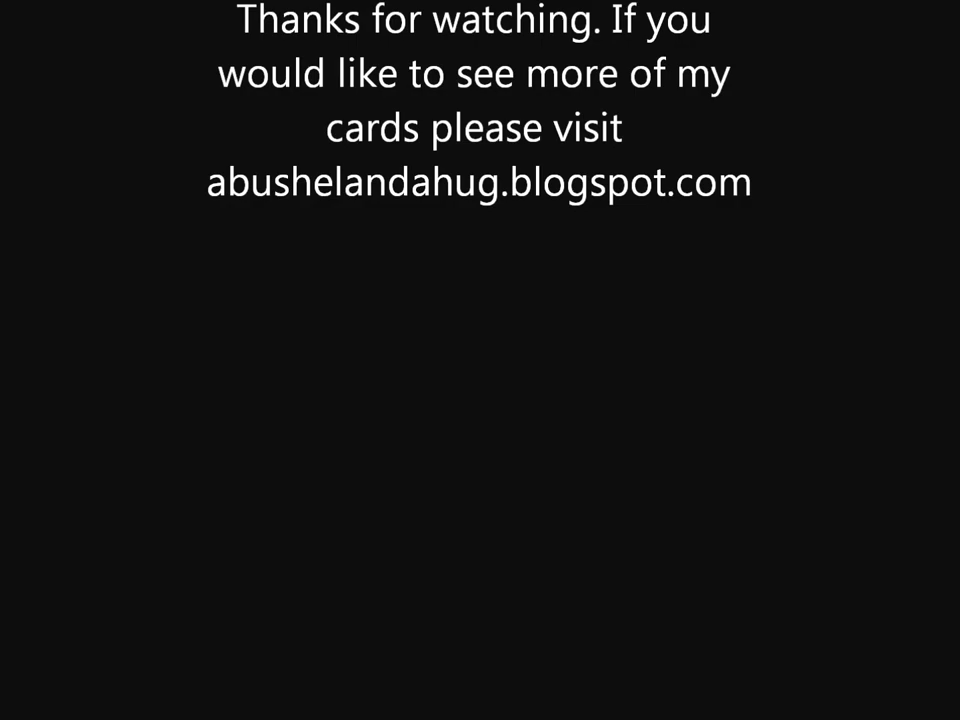 Thanks for watching. If you
would like to see more of my
cards please visit
abushelandahug.blogspot.com